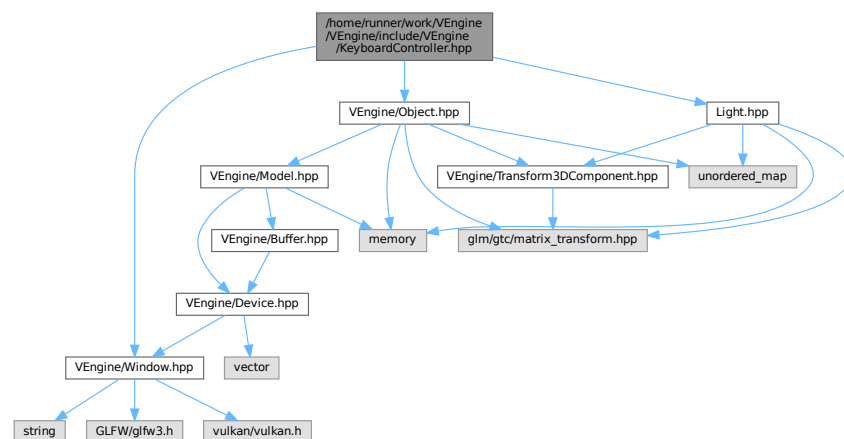 /home/runner/work/VEngine
/VEngine/include/VEngine
/KeyboardController.hpp
VEngine/Object.hpp
Light.hpp
VEngine/Model.hpp
VEngine/Transform3DComponent.hpp
unordered_map
VEngine/Buffer.hpp
memory
glm/gtc/matrix_transform.hpp
VEngine/Device.hpp
VEngine/Window.hpp
vector
string
GLFW/glfw3.h
vulkan/vulkan.h